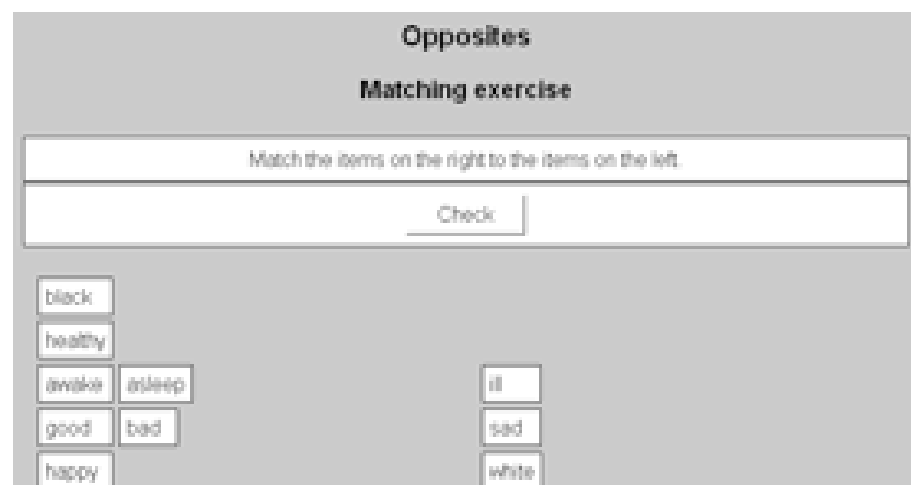 Opposites
Matching exercise
Match the items on the right to the items on the left.
Check
black
healthy
awake asleep ill
good bad sad
happy white